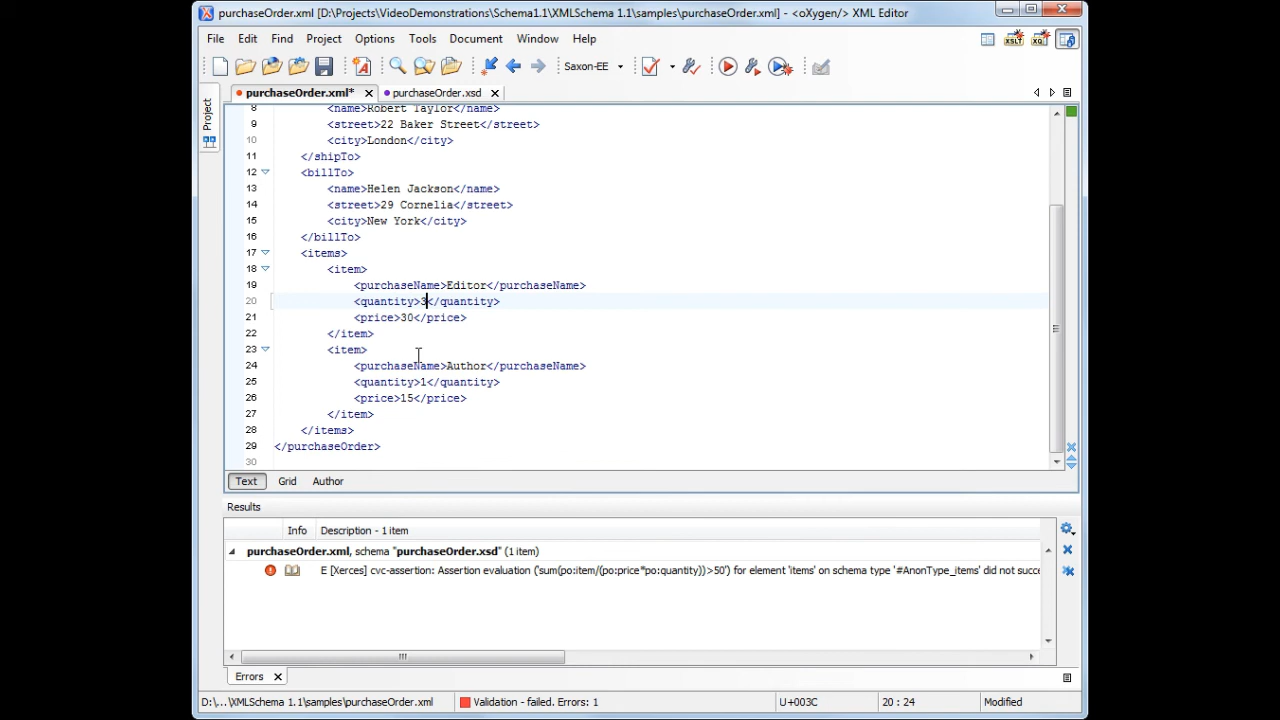 purchaseOrder.xml [D:\Projects\VideoDemonstrations\Schema1.1\XMLSchema 1.1\samples\purchaseOrder.xml] - <oXygen/> XML Editor
File Edit Find Project Options Tools Document Window Help
Saxon-EE
purchaseOrder.xml* purchaseOrder.xsd
Project
8 <name>Robert Taylor</name>
9 <street>22 Baker Street</street>
10 <city>London</city>
11 </shipTo>
12 <billTo>
13 <name>Helen Jackson</name>
14 <street>29 Cornelia</street>
15 <city>New York</city>
16 </billTo>
17 <items>
18 <item>
19 <purchaseName>Editor</purchaseName>
20 <quantity>3</quantity>
21 <price>30</price>
22 </item>
23 <item>
24 <purchaseName>Author</purchaseName>
25 <quantity>1</quantity>
26 <price>15</price>
27 </item>
28 </items>
29 </purchaseOrder>
30
Text Grid Author
Results
Info Description - 1 item
purchaseOrder.xml, schema "purchaseOrder.xsd" (1 item)
E [Xerces] cvc-assertion: Assertion evaluation ('sum(po:item/(po:price*po:quantity))>50') for element 'items' on schema type '#AnonType_items' did not succe
Errors
D:\...\XMLSchema 1.1\samples\purchaseOrder.xml Validation - failed. Errors: 1 U+003C 20 : 24 Modified